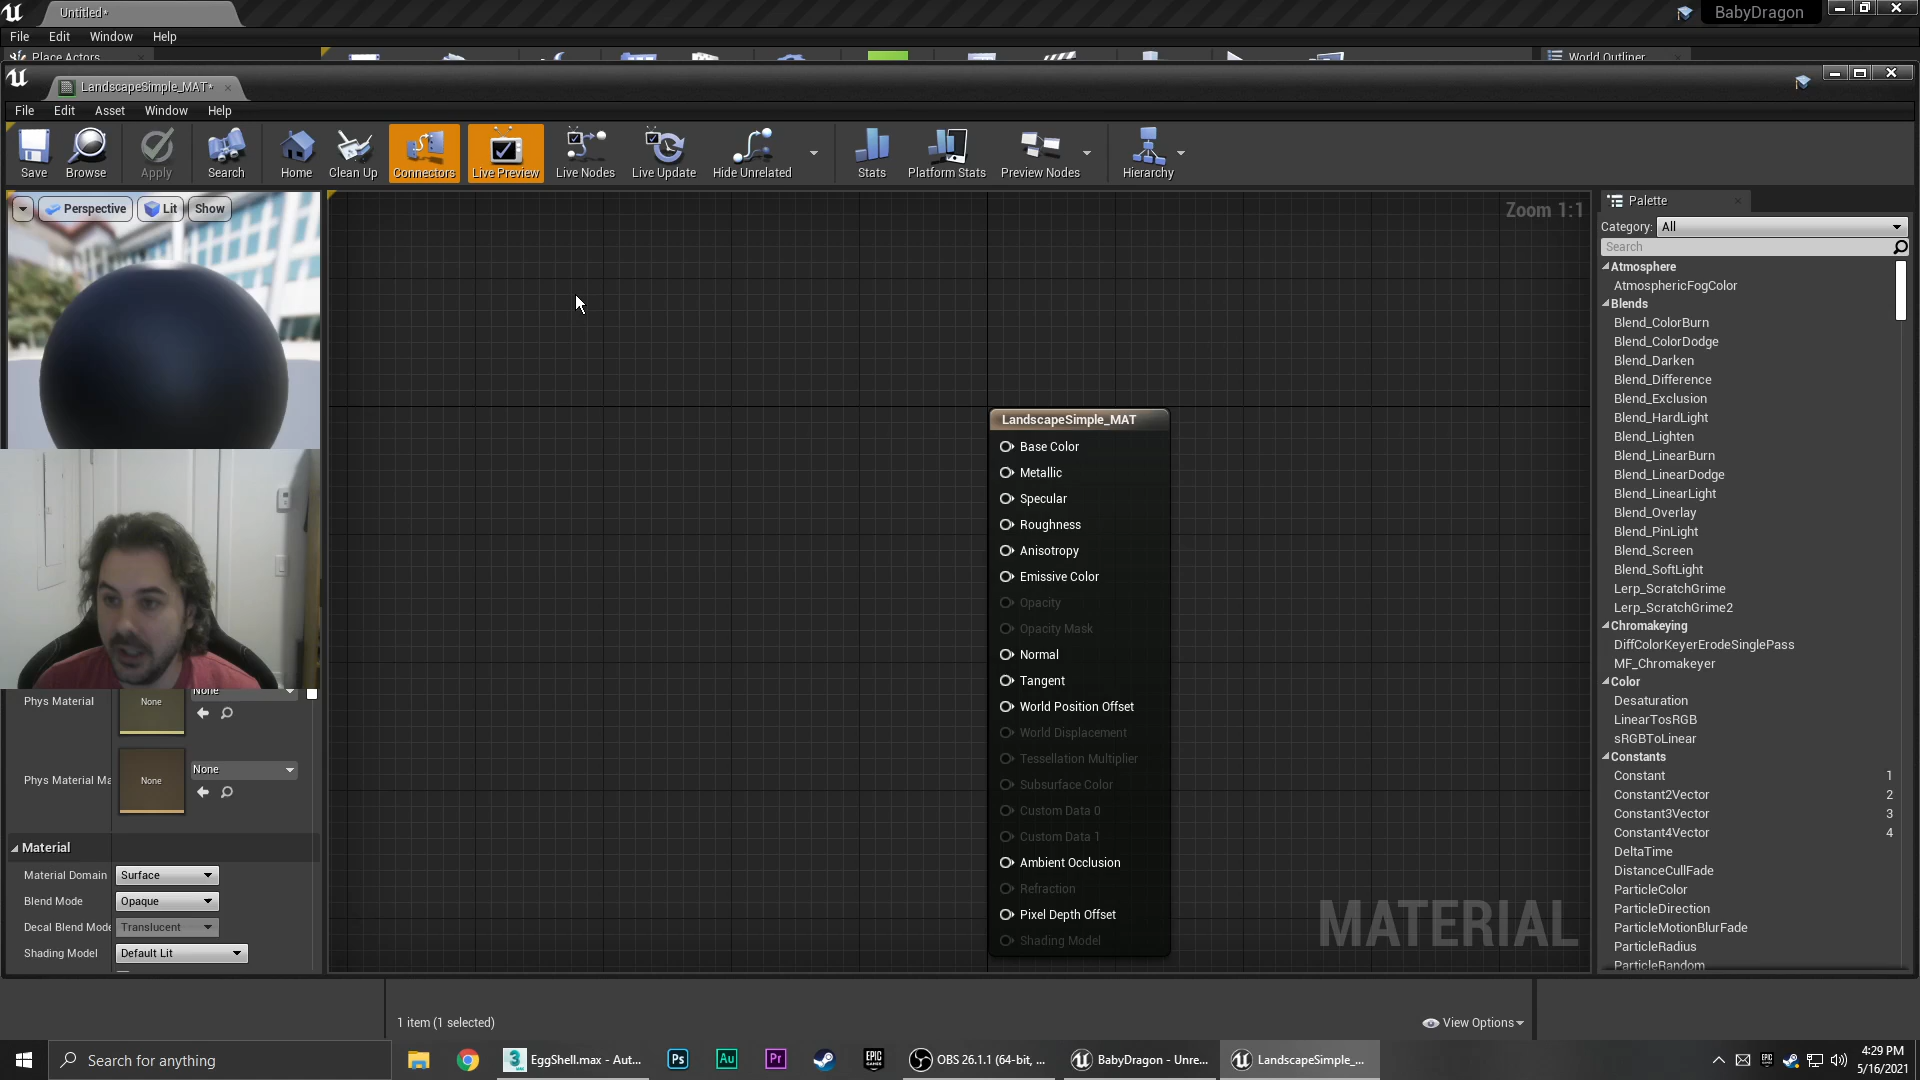 Untitled*
BabyDragon
File Edit Window Help
Place Actors
World Outliner
LandscapeSimple_MAT*
File Edit Asset Window Help
Save Browse Apply Search Home Clean Up Connectors Live Preview Live Nodes Live Update Hide Unrelated Stats Platform Stats Preview Nodes Hierarchy
Perspective Lit Show
Zoom 1:1
Palette
Category: All
Search
Atmosphere
AtmosphericFogColor
Blends
Blend_ColorBurn
Blend_ColorDodge
Blend_Darken
Blend_Difference
Blend_Exclusion
Blend_HardLight
Blend_Lighten
Blend_LinearBurn
Blend_LinearDodge
Blend_LinearLight
Blend_Overlay
Blend_PinLight
Blend_Screen
Blend_SoftLight
Lerp_ScratchGrime
Lerp_ScratchGrime2
Chromakeying
DiffColorKeyerErodeSinglePass
MF_Chromakeyer
Color
Desaturation
LinearTosRGB
sRGBToLinear
Constants
Constant 1
Constant2Vector 2
Constant3Vector 3
Constant4Vector 4
DeltaTime
DistanceCullFade
ParticleColor
ParticleDirection
ParticleMotionBlurFade
ParticleRadius
ParticleRandom
LandscapeSimple_MAT
Base Color
Metallic
Specular
Roughness
Anisotropy
Emissive Color
Opacity
Opacity Mask
Normal
Tangent
World Position Offset
World Displacement
Tessellation Multiplier
Subsurface Color
Custom Data 0
Custom Data 1
Ambient Occlusion
Refraction
Pixel Depth Offset
Shading Model
MATERIAL
Phys Material None None
Phys Material Ma None None
Material
Material Domain Surface
Blend Mode Opaque
Decal Blend Mode Translucent
Shading Model Default Lit
1 item (1 selected)
View Options
Search for anything
EggShell.max - Aut...
Ps
Au
Pr
EPIC GAMES
OBS 26.1.1 (64-bit, ...
BabyDragon - Unre...
LandscapeSimple_...
4:29 PM
5/16/2021